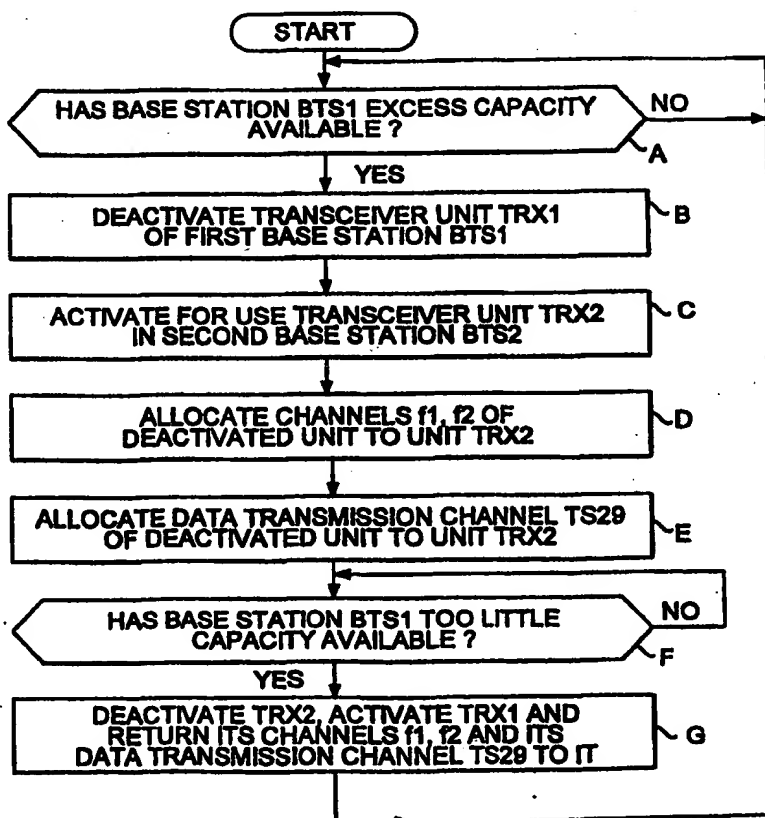 START
HAS BASE STATION BTS1 EXCESS CAPACITY
AVAILABLE ?
NO
A
YES
DEACTIVATE TRANSCEIVER UNIT TRX1
OF FIRST BASE STATION BTS1
B
ACTIVATE FOR USE TRANSCEIVER UNIT TRX2
IN SECOND BASE STATION BTS2
C
ALLOCATE CHANNELS f1, f2 OF
DEACTIVATED UNIT TO UNIT TRX2
D
ALLOCATE DATA TRANSMISSION CHANNEL TS29
OF DEACTIVATED UNIT TO UNIT TRX2
E
HAS BASE STATION BTS1 TOO LITTLE
CAPACITY AVAILABLE ?
NO
F
YES
DEACTIVATE TRX2, ACTIVATE TRX1 AND
RETURN ITS CHANNELS f1, f2 AND ITS
DATA TRANSMISSION CHANNEL TS29 TO IT
G